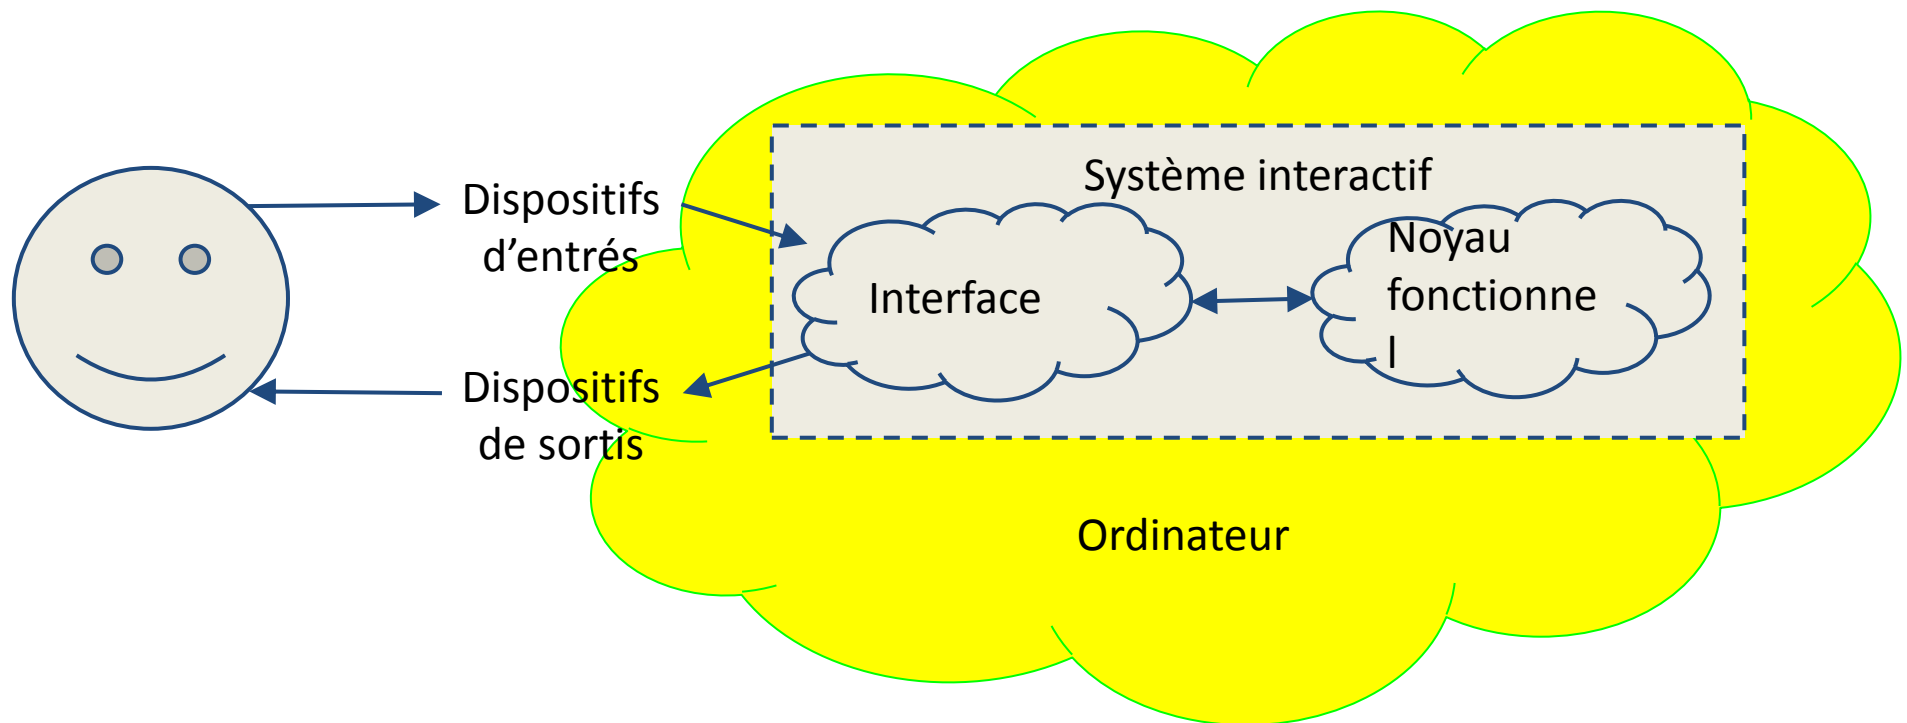 Système interactif
Dispositifs
d’entrés
Interface
Noyau
fonctionne
l
Dispositifs
de sortis
Ordinateur